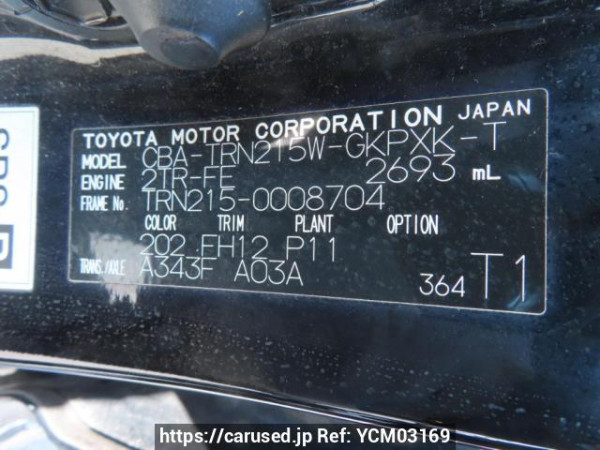 TOYOTA MOTOR CORPORATION JAPAN
MODEL CBA-TRN215W-GKPXK-T
ENGINE 2TR-FE 2693 mL
FRAME No. TRN215-0008704
COLOR TRIM PLANT OPTION
202 FH12 P11
TRANS./AXLE A343F A03A
364 T1
https://carused.jp Ref: YCM03169